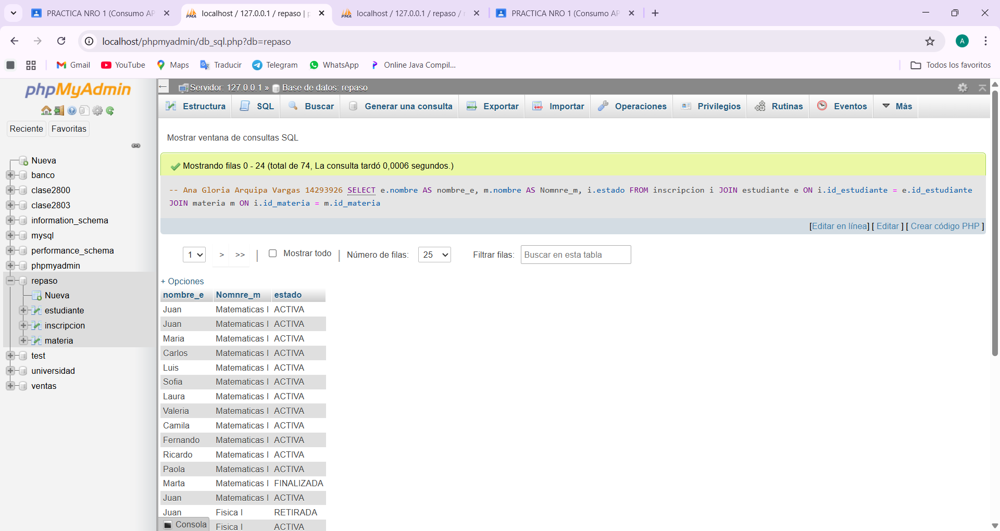 PRACTICA NRO 1 (Consumo AP
localhost / 127.0.0.1 / repaso | p
localhost / 127.0.0.1 / repaso / r
PRACTICA NRO 1 (Consumo AP
localhost/phpmyadmin/db_sql.php?db=repaso
A
Gmail
YouTube
Maps
Traducir
Telegram
WhatsApp
Online Java Compil...
Todos los favoritos
phpMyAdmin
Reciente
Favoritas
Nueva
banco
clase2800
clase2803
information_schema
mysql
performance_schema
phpmyadmin
repaso
Nueva
estudiante
inscripcion
materia
test
universidad
ventas
Servidor: 127.0.0.1 » Base de datos: repaso
Estructura
SQL
Buscar
Generar una consulta
Exportar
Importar
Operaciones
Privilegios
Rutinas
Eventos
Más
Mostrar ventana de consultas SQL
Mostrando filas 0 - 24 (total de 74, La consulta tardó 0,0006 segundos.)
-- Ana Gloria Arquipa Vargas 14293926 SELECT e.nombre AS nombre_e, m.nombre AS Nomnre_m, i.estado FROM inscripcion i JOIN estudiante e ON i.id_estudiante = e.id_estudiante
JOIN materia m ON i.id_materia = m.id_materia
[Editar en línea] [ Editar ] [ Crear código PHP ]
1 > >> | Mostrar todo | Número de filas: 25 Filtrar filas: Buscar en esta tabla
+ Opciones
nombre_e Nomnre_m estado
Juan Matematicas I ACTIVA
Juan Matematicas I ACTIVA
Maria Matematicas I ACTIVA
Carlos Matematicas I ACTIVA
Luis Matematicas I ACTIVA
Sofia Matematicas I ACTIVA
Laura Matematicas I ACTIVA
Valeria Matematicas I ACTIVA
Camila Matematicas I ACTIVA
Fernando Matematicas I ACTIVA
Ricardo Matematicas I ACTIVA
Paola Matematicas I ACTIVA
Marta Matematicas I FINALIZADA
Juan Matematicas I ACTIVA
Juan Fisica I RETIRADA
Fisica I ACTIVA
Consola